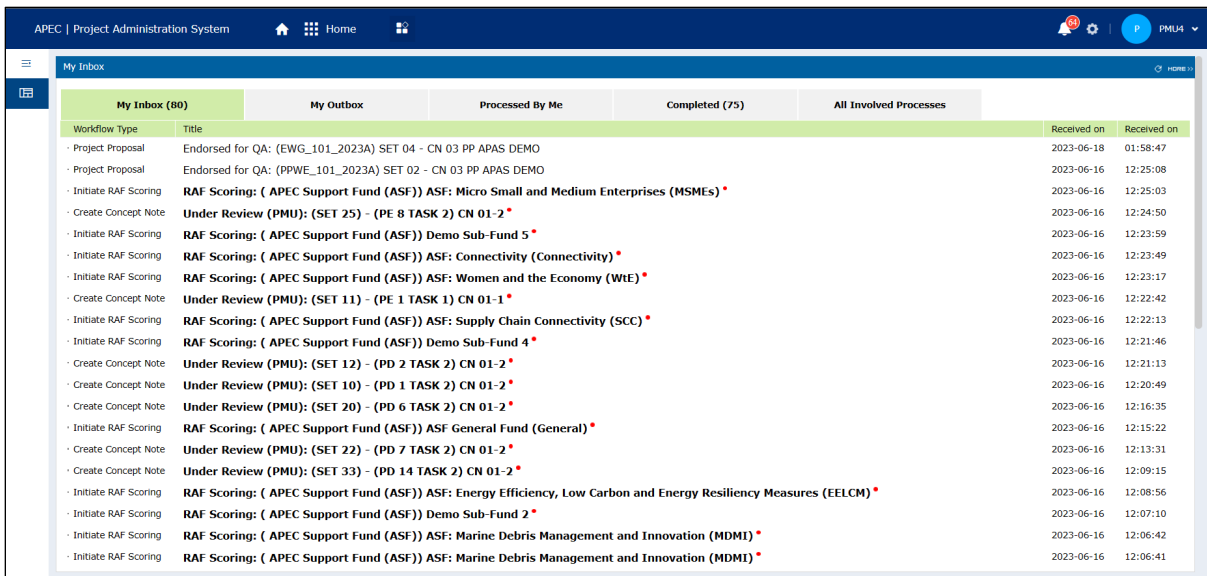 APEC | Project Administration System Home 64 P PMU4
My Inbox HOME >>
My Inbox (80) My Outbox Processed By Me Completed (75) All Involved Processes
Workflow Type Title Received on Received on
· Project Proposal Endorsed for QA: (EWG_101_2023A) SET 04 - CN 03 PP APAS DEMO 2023-06-18 01:58:47
· Project Proposal Endorsed for QA: (PPWE_101_2023A) SET 02 - CN 03 PP APAS DEMO 2023-06-16 12:25:08
· Initiate RAF Scoring RAF Scoring: ( APEC Support Fund (ASF)) ASF: Micro Small and Medium Enterprises (MSMEs) 2023-06-16 12:25:03
· Create Concept Note Under Review (PMU): (SET 25) - (PE 8 TASK 2) CN 01-2 2023-06-16 12:24:50
· Initiate RAF Scoring RAF Scoring: ( APEC Support Fund (ASF)) Demo Sub-Fund 5 2023-06-16 12:23:59
· Initiate RAF Scoring RAF Scoring: ( APEC Support Fund (ASF)) ASF: Connectivity (Connectivity) 2023-06-16 12:23:49
· Initiate RAF Scoring RAF Scoring: ( APEC Support Fund (ASF)) ASF: Women and the Economy (WtE) 2023-06-16 12:23:17
· Create Concept Note Under Review (PMU): (SET 11) - (PE 1 TASK 1) CN 01-1 2023-06-16 12:22:42
· Initiate RAF Scoring RAF Scoring: ( APEC Support Fund (ASF)) ASF: Supply Chain Connectivity (SCC) 2023-06-16 12:22:13
· Initiate RAF Scoring RAF Scoring: ( APEC Support Fund (ASF)) Demo Sub-Fund 4 2023-06-16 12:21:46
· Create Concept Note Under Review (PMU): (SET 12) - (PD 2 TASK 2) CN 01-2 2023-06-16 12:21:13
· Create Concept Note Under Review (PMU): (SET 10) - (PD 1 TASK 2) CN 01-2 2023-06-16 12:20:49
· Create Concept Note Under Review (PMU): (SET 20) - (PD 6 TASK 2) CN 01-2 2023-06-16 12:16:35
· Initiate RAF Scoring RAF Scoring: ( APEC Support Fund (ASF)) ASF General Fund (General) 2023-06-16 12:15:22
· Create Concept Note Under Review (PMU): (SET 22) - (PD 7 TASK 2) CN 01-2 2023-06-16 12:13:31
· Create Concept Note Under Review (PMU): (SET 33) - (PD 14 TASK 2) CN 01-2 2023-06-16 12:09:15
· Initiate RAF Scoring RAF Scoring: ( APEC Support Fund (ASF)) ASF: Energy Efficiency, Low Carbon and Energy Resiliency Measures (EELCM) 2023-06-16 12:08:56
· Initiate RAF Scoring RAF Scoring: ( APEC Support Fund (ASF)) Demo Sub-Fund 2 2023-06-16 12:07:10
· Initiate RAF Scoring RAF Scoring: ( APEC Support Fund (ASF)) ASF: Marine Debris Management and Innovation (MDMI) 2023-06-16 12:06:42
· Initiate RAF Scoring RAF Scoring: ( APEC Support Fund (ASF)) ASF: Marine Debris Management and Innovation (MDMI) 2023-06-16 12:06:41